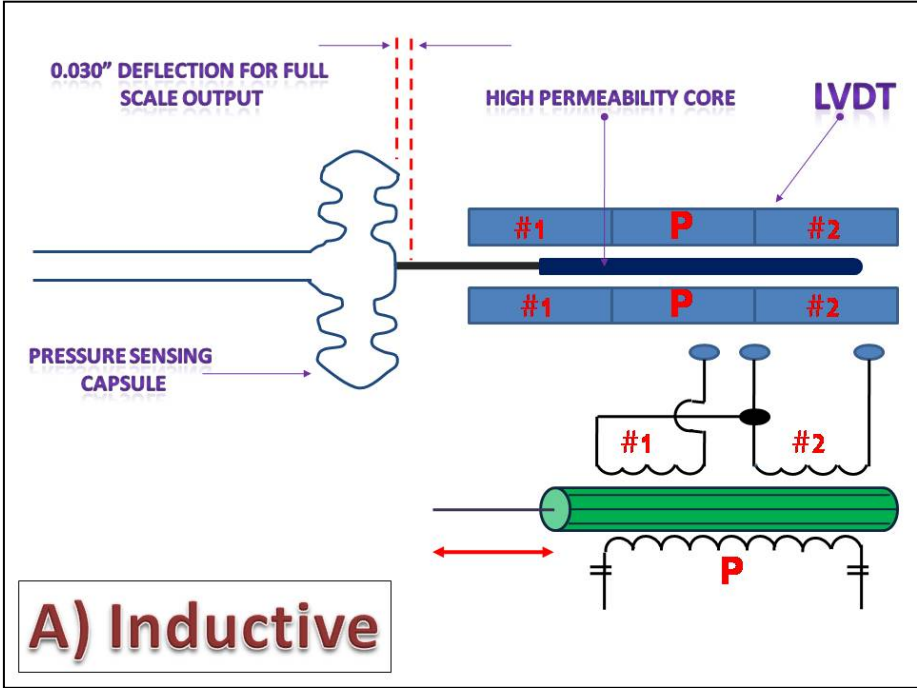 0.030” DEFLECTION FOR FULL
SCALE OUTPUT
HIGH PERMEABILITY CORE
LVDT
#1 P #2
#1 P #2
PRESSURE SENSING
CAPSULE
#1 #2
P
A) Inductive